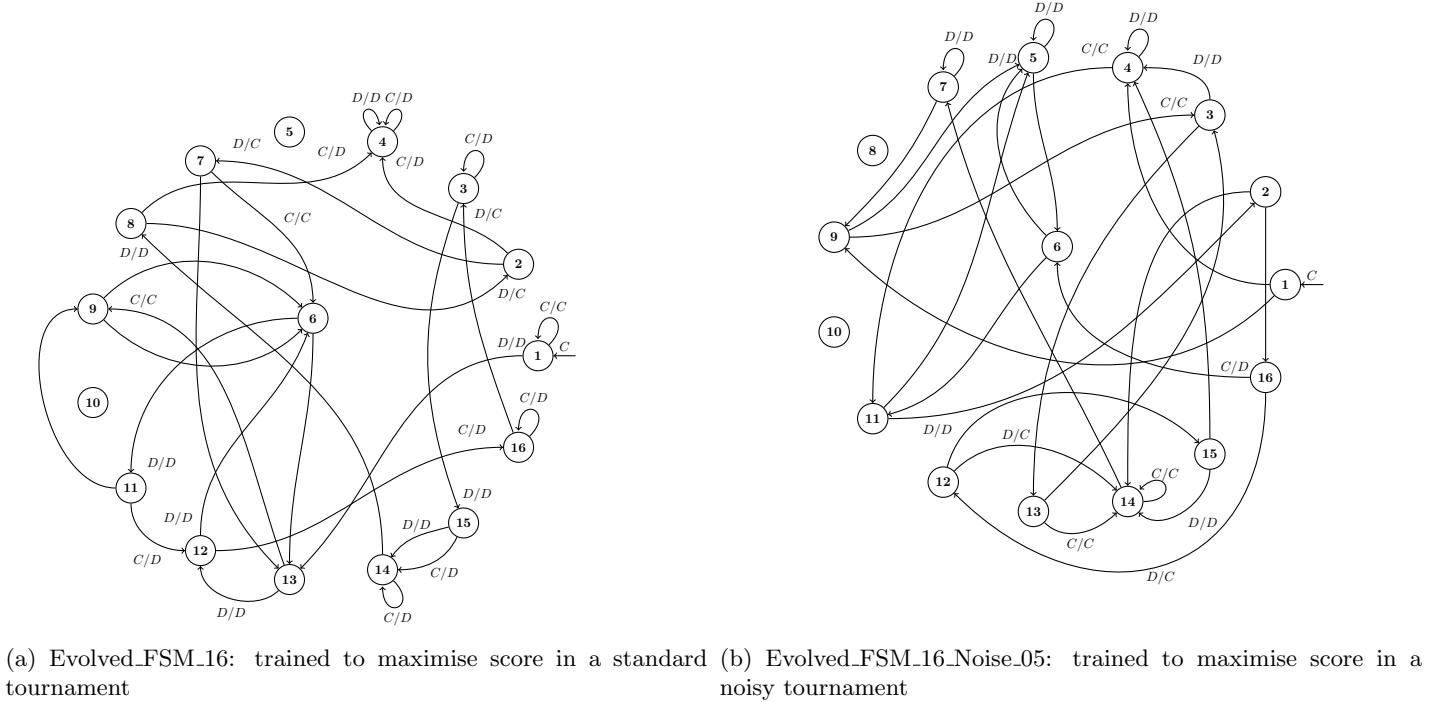 D/D C/D
5
4
D/C
C/D
C/D
C/D
7
3
8
C/C
D/C
D/D
2
D/C
9
C/C
6
C/C
D/D
1
C
10
C/D
C/D
16
D/D
11
D/D
D/D
D/D
15
C/D
12
13
14
C/D
D/D
C/D
(a) Evolved_FSM_16: trained to maximise score in a standard
tournament
D/D
D/D
D/D
5
C/C
4
D/D
D/D
7
C/C
3
8
2
9
6
1
C
10
C/D
16
11
D/D
D/C
15
12
C/C
14
13
D/D
C/C
D/C
(b) Evolved_FSM_16_Noise_05: trained to maximise score in a
noisy tournament